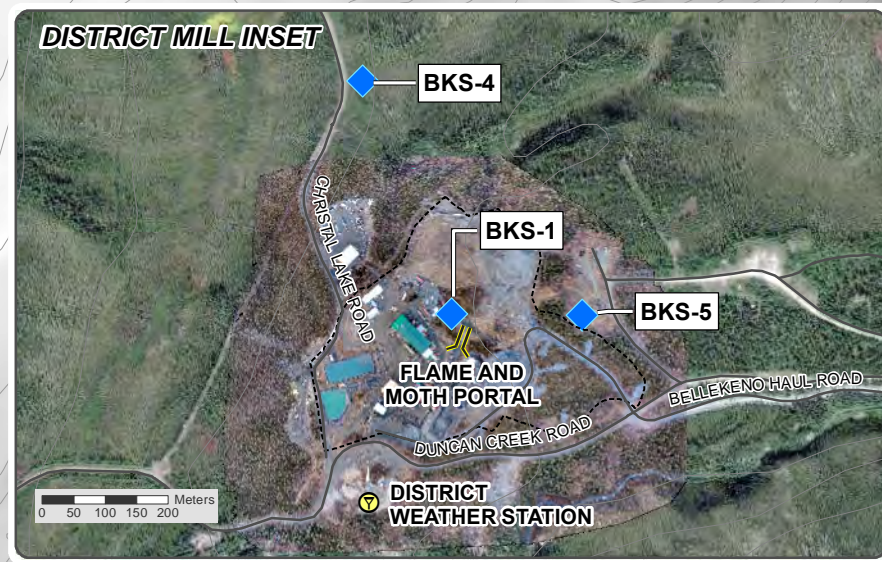 DISTRICT MILL INSET
BKS-4
CHRISTAL LAKE ROAD
BKS-1
BKS-5
FLAME AND
MOTH PORTAL
BELLEKENO HAUL ROAD
DUNCAN CREEK ROAD
Meters
0 50 100 150 200
DISTRICT
WEATHER STATION